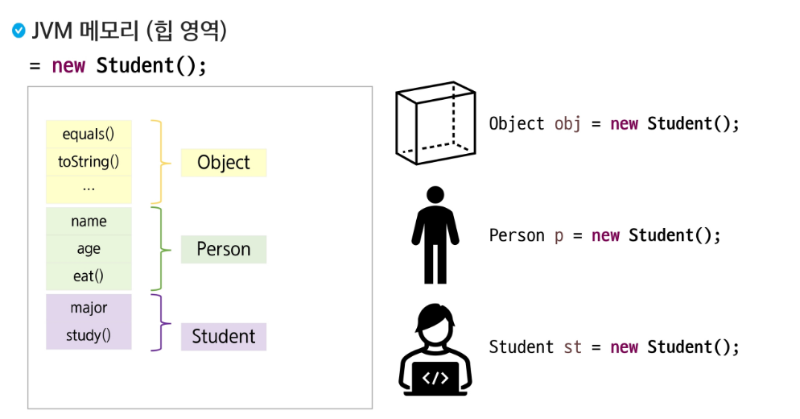 JVM 메모리 (힙 영역)
= new Student();
equals()
toString()
...
Object
name
age
eat()
Person
major
study()
Student
Object obj = new Student();
Person p = new Student();
Student st = new Student();
</>